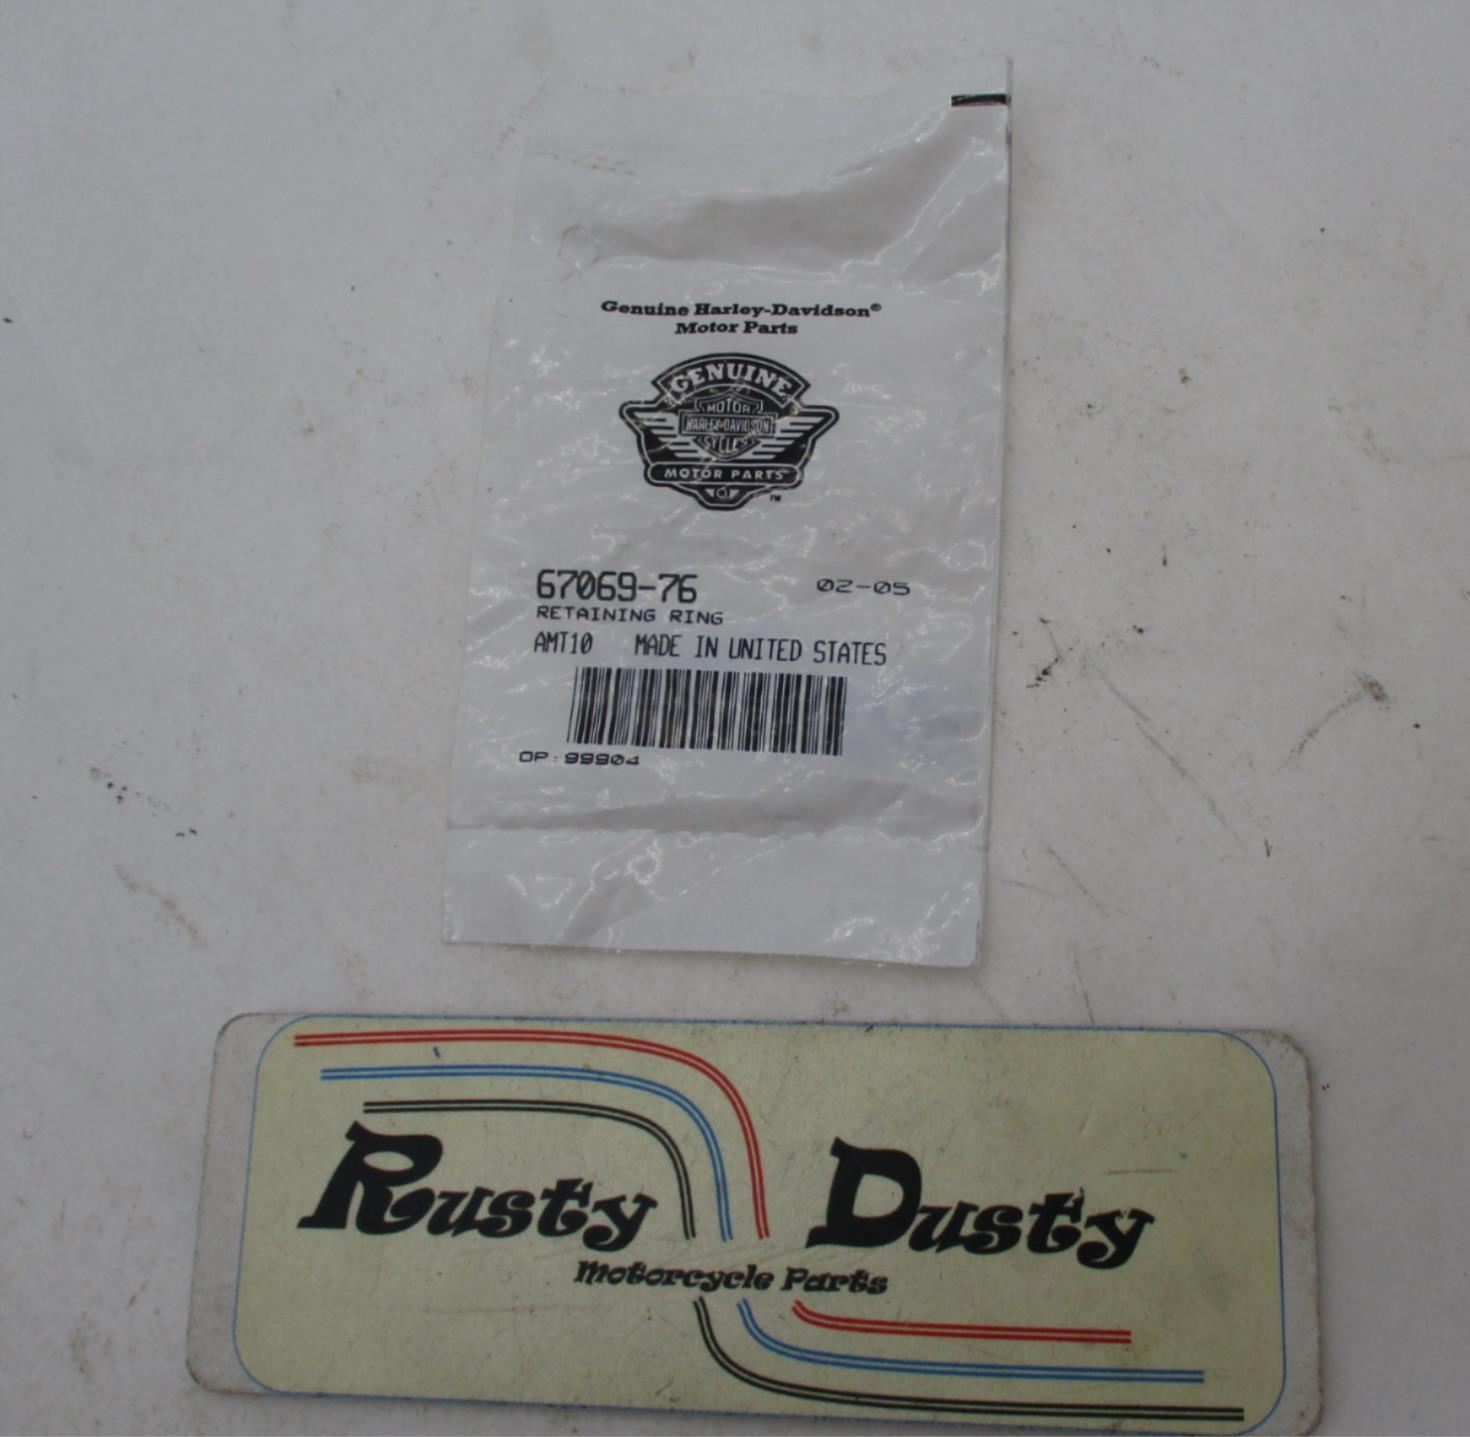 Genuine Harley-Davidson®
Motor Parts
GENUINE
MOTOR
HARLEY-DAVIDSON
CYCLES
MOTOR PARTS
TM
67069-76 02-05
RETAINING RING
AMT10 MADE IN UNITED STATES
OP: 99904
Rusty Dusty
Motorcycle Parts